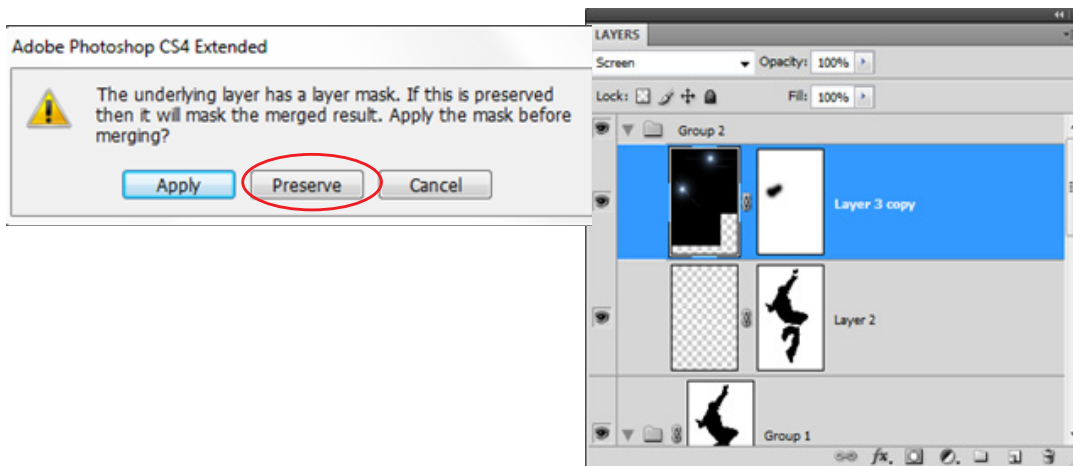 Adobe Photoshop CS4 Extended
The underlying layer has a layer mask. If this is preserved
then it will mask the merged result. Apply the mask before
merging?
Apply
Preserve
Cancel
LAYERS
Screen
Opacity: 100%
Lock:
Fill: 100%
Group 2
Layer 3 copy
Layer 2
Group 1
fx.